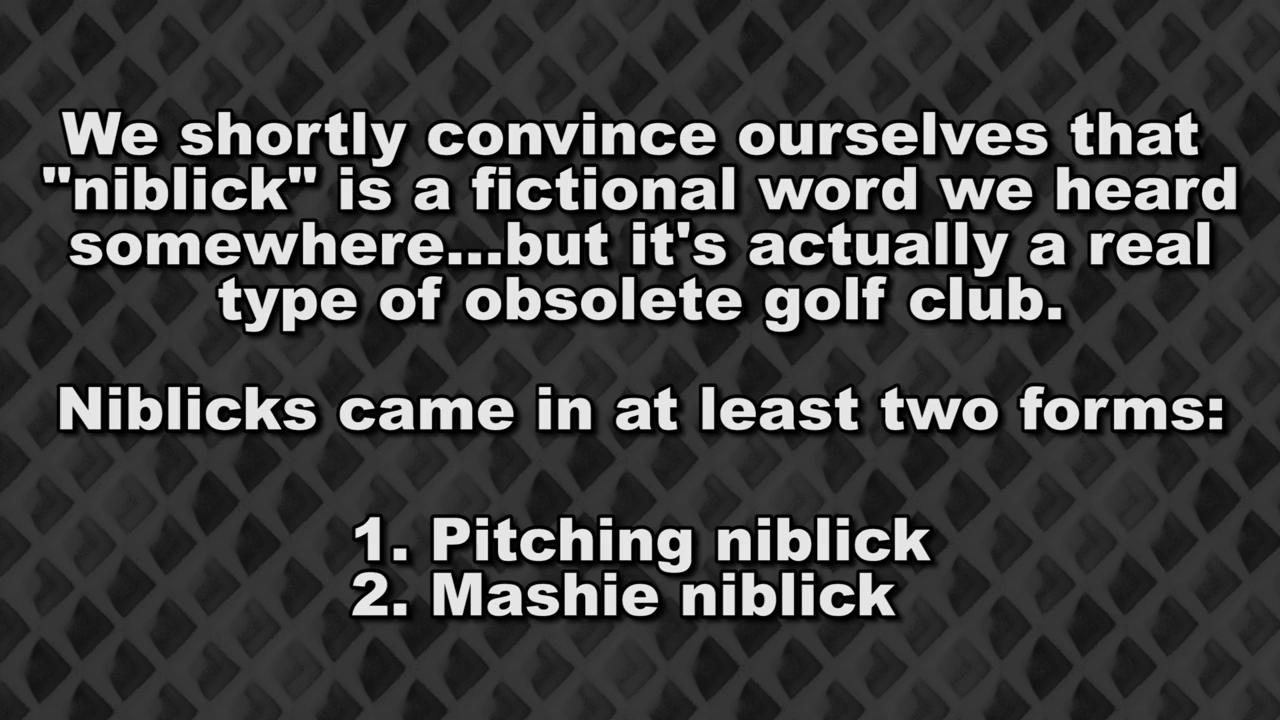 We shortly convince ourselves that
"niblick" is a fictional word we heard
somewhere...but it's actually a real
type of obsolete golf club.
Niblicks came in at least two forms:
1. Pitching niblick
2. Mashie niblick